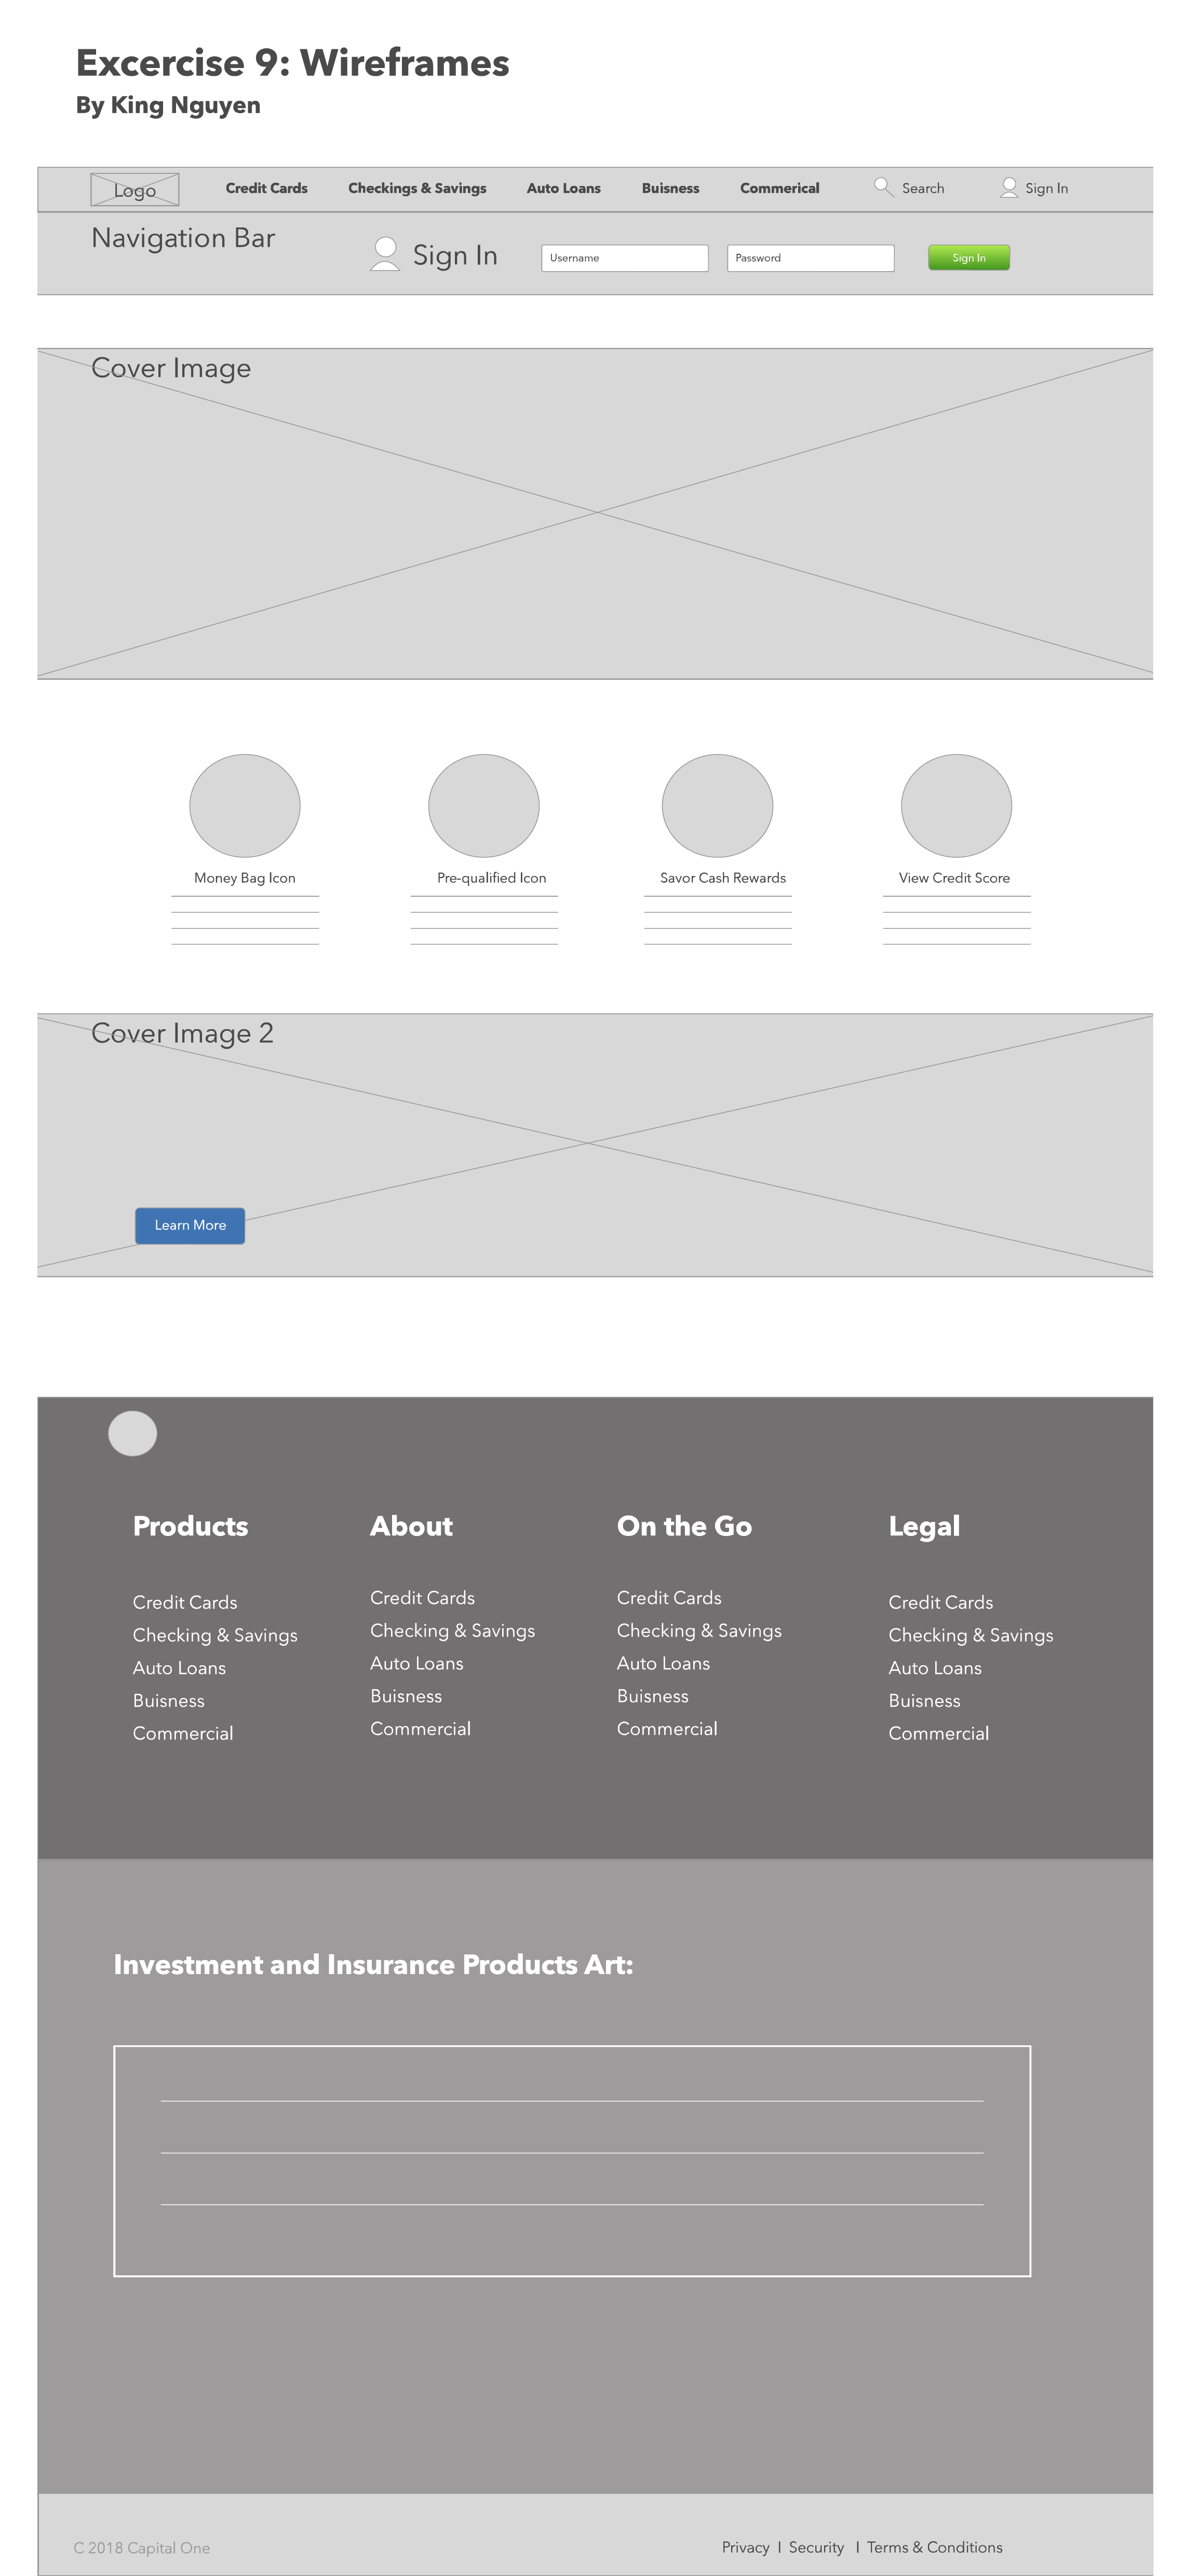 Excercise 9: Wireframes
By King Nguyen
Logo Credit Cards Checkings & Savings Auto Loans Buisness Commerical Search Sign In
Navigation Bar
Sign In Username Password Sign In
Cover Image
Money Bag Icon Pre-qualified Icon Savor Cash Rewards View Credit Score
Cover Image 2
Learn More
Products About On the Go Legal
Credit Cards Credit Cards Credit Cards Credit Cards
Checking & Savings Checking & Savings Checking & Savings Checking & Savings
Auto Loans Auto Loans Auto Loans Auto Loans
Buisness Buisness Buisness Buisness
Commercial Commercial Commercial Commercial
Investment and Insurance Products Art:
C 2018 Capital One Privacy I Security I Terms & Conditions